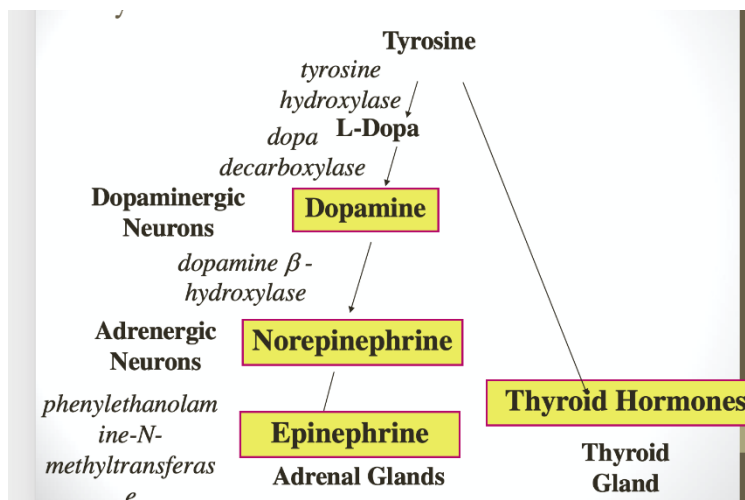 Tyrosine
tyrosine
hydroxylase
L-Dopa
dopa
decarboxylase
Dopaminergic
Neurons
Dopamine
dopamine β-
hydroxylase
Adrenergic
Neurons
Norepinephrine
phenylethanolam
ine-N-
methyltransferas
e
Epinephrine
Adrenal Glands
Thyroid Hormones
Thyroid
Gland